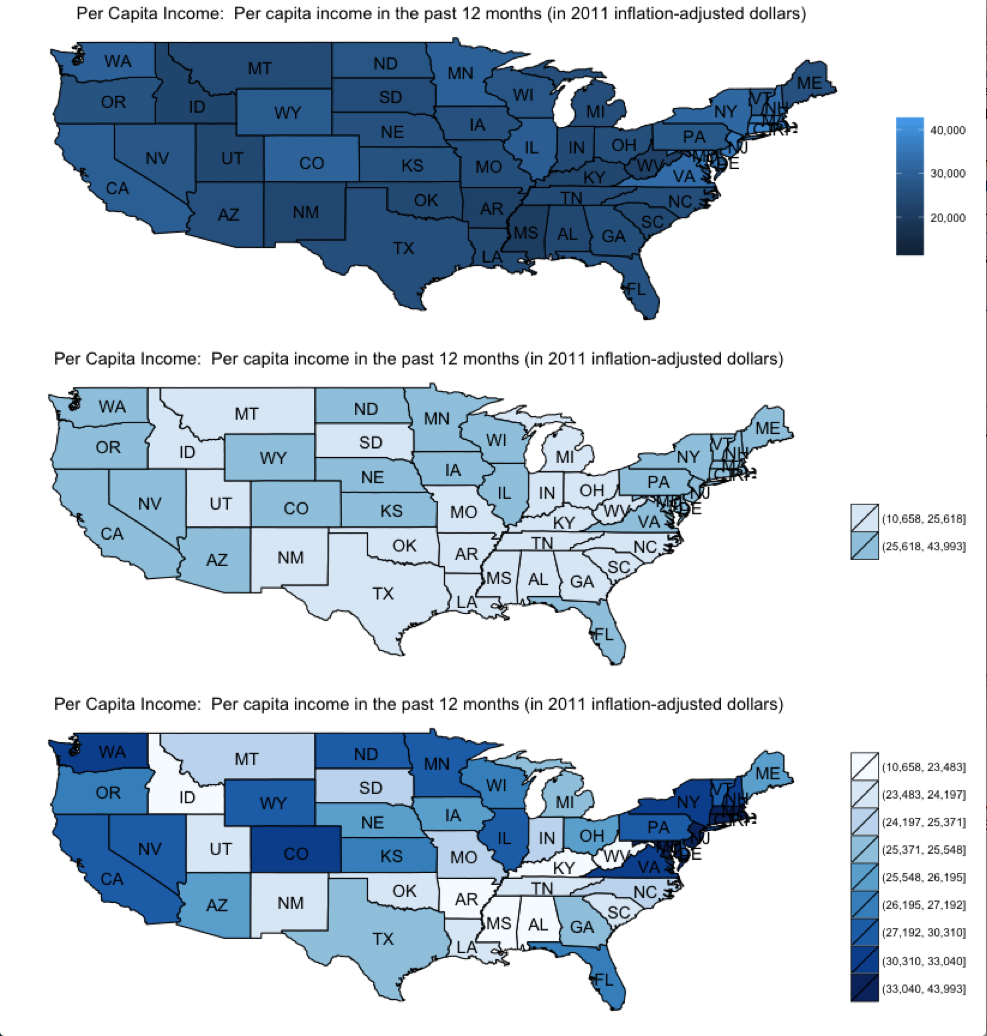 Per Capita Income:  Per capita income in the past 12 months (in 2011 inflation-adjusted dollars)
WA
MT
ND
MN
ME
OR
ID
SD
WI
VT
NH
WY
MI
NY
MA
40,000
NE
IA
PA
CT
RI
NV
UT
CO
IL
IN
OH
NJ
KS
MO
WV
MD
DE
30,000
CA
KY
VA
AZ
NM
OK
AR
TN
NC
20,000
SC
TX
MS
AL
GA
LA
FL
Per Capita Income:  Per capita income in the past 12 months (in 2011 inflation-adjusted dollars)
WA
MT
ND
MN
ME
OR
ID
SD
WI
VT
NH
WY
MI
NY
MA
NE
IA
PA
CT
RI
NV
UT
CO
IL
IN
OH
NJ
KS
MO
WV
MD
DE
(10,658, 25,618]
CA
KY
VA
(25,618, 43,993]
AZ
NM
OK
AR
TN
NC
SC
TX
MS
AL
GA
LA
FL
Per Capita Income:  Per capita income in the past 12 months (in 2011 inflation-adjusted dollars)
WA
MT
ND
MN
ME
(10,658, 23,483]
OR
ID
SD
WI
VT
NH
(23,483, 24,197]
WY
MI
NY
MA
(24,197, 25,371]
NE
IA
PA
CT
RI
NV
UT
CO
IL
IN
OH
NJ
(25,371, 25,548]
KS
MO
WV
MD
DE
(25,548, 26,195]
CA
KY
VA
AZ
NM
OK
AR
TN
NC
(26,195, 27,192]
SC
TX
MS
AL
GA
(27,192, 30,310]
LA
(30,310, 33,040]
FL
(33,040, 43,993]